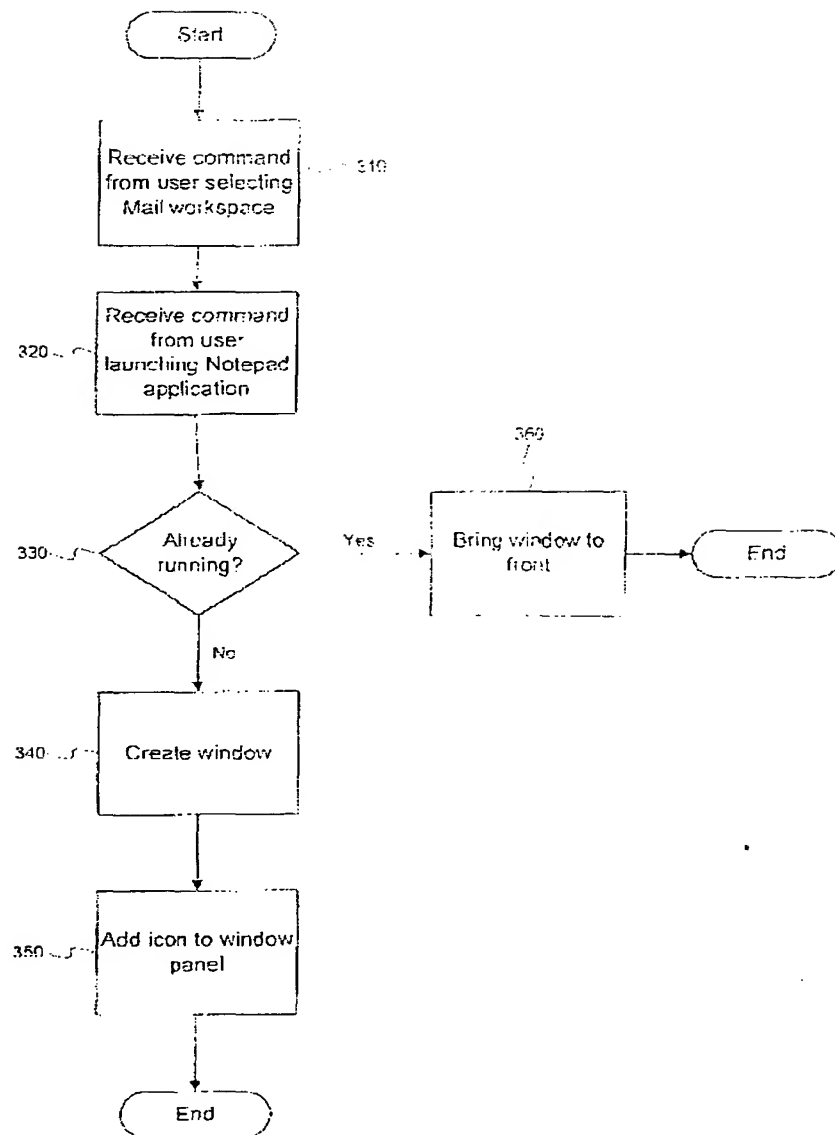 Start
Receive command
from user selecting
Mail workspace
310
Receive command
from user
launching Notepad
application
320
Already
running?
330
Yes
360
Bring window to
front
End
No
Create window
340
Add icon to window
panel
350
End